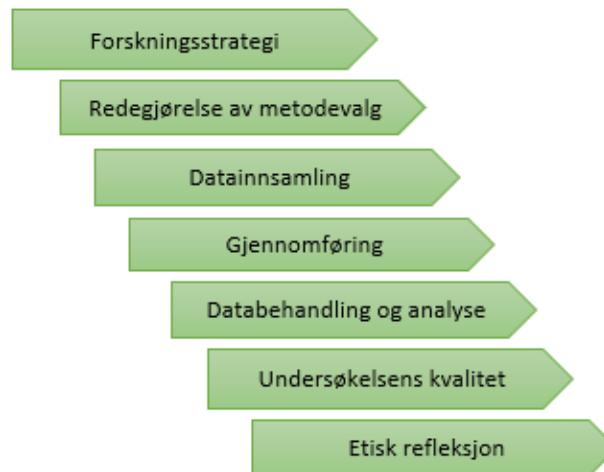 Forskningsstrategi
Redegjørelse av metodevalg
Datainnsamling
Gjennomføring
Databehandling og analyse
Undersøkelsens kvalitet
Etisk refleksjon